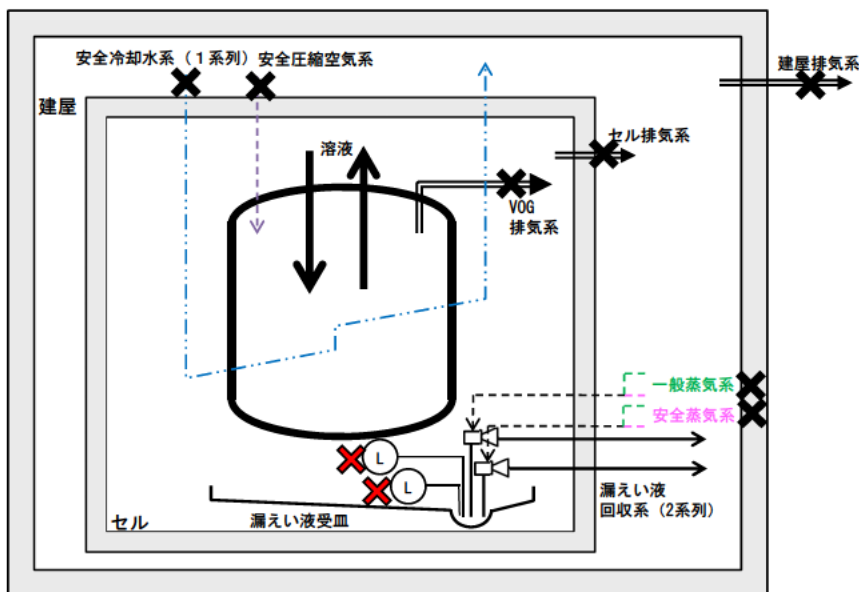 安全冷却水系(1系列)
安全圧縮空気系
建屋排気系
建屋
セル排気系
溶液
VOG
排気系
一般蒸気系
安全蒸気系
L
L
漏えい液
回収系(2系列)
漏えい液受皿
セル